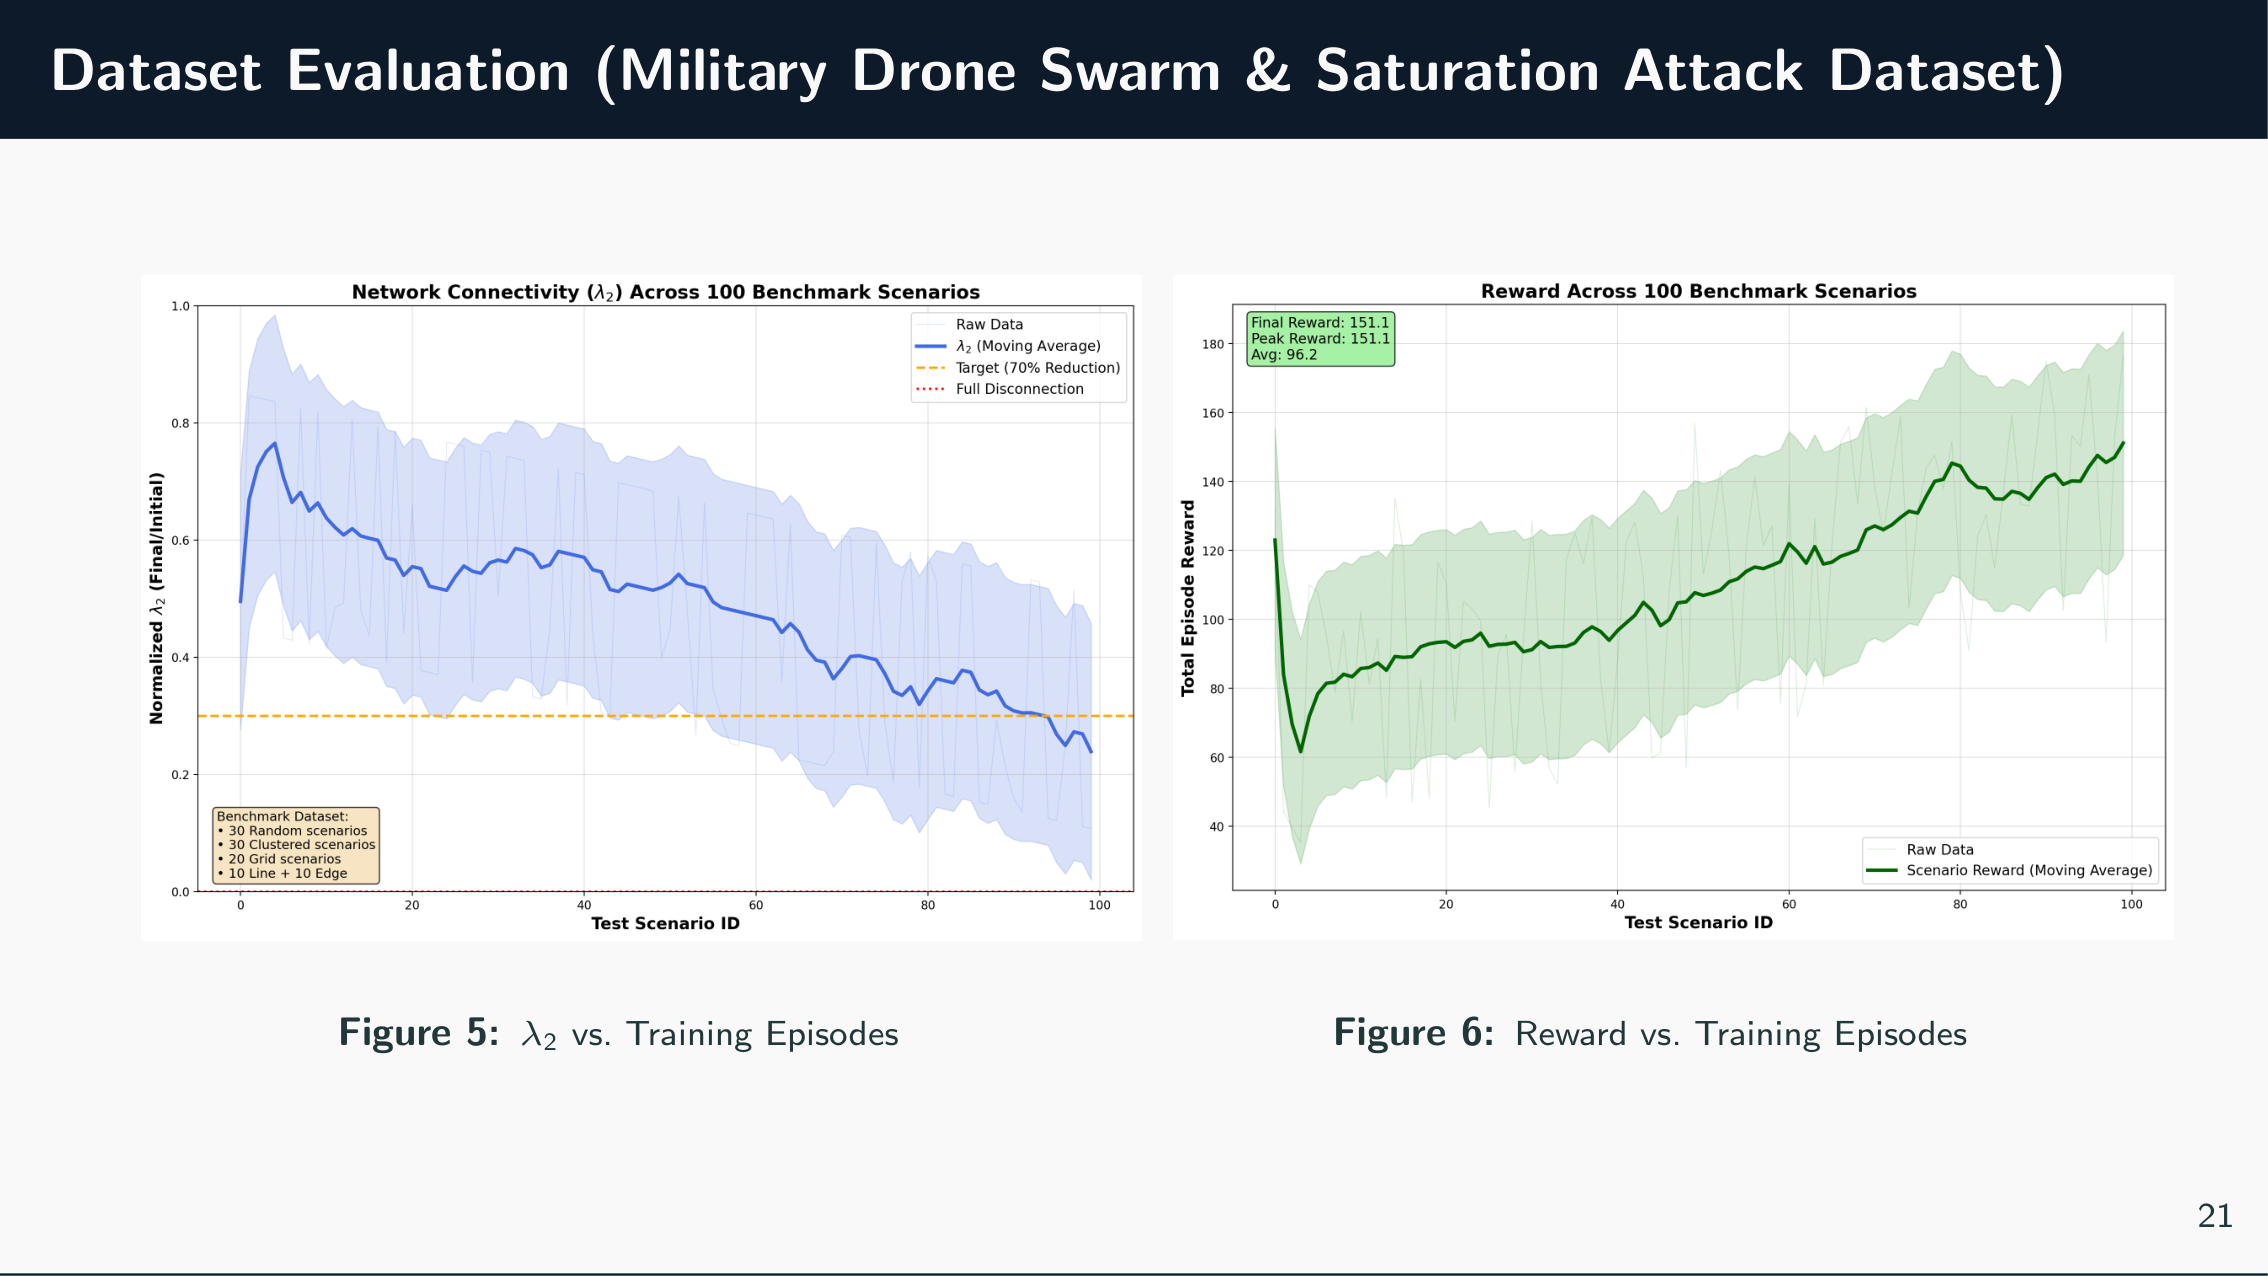 Dataset Evaluation (Military Drone Swarm & Saturation Attack Dataset)
Network Connectivity (λ₂) Across 100 Benchmark Scenarios
1.0
0.8
0.6
0.4
0.2
0.0
Normalized λ₂ (Final/Initial)
Raw Data
λ₂ (Moving Average)
Target (70% Reduction)
Full Disconnection
Benchmark Dataset:
• 30 Random scenarios
• 30 Clustered scenarios
• 20 Grid scenarios
• 10 Line + 10 Edge
0 20 40 60 80 100
Test Scenario ID
Figure 5: λ₂ vs. Training Episodes
Reward Across 100 Benchmark Scenarios
Final Reward: 151.1
Peak Reward: 151.1
Avg: 96.2
180
160
140
120
100
80
60
40
Total Episode Reward
Raw Data
Scenario Reward (Moving Average)
0 20 40 60 80 100
Test Scenario ID
Figure 6: Reward vs. Training Episodes
21